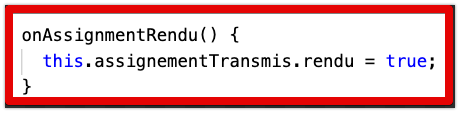 onAssignmentRendu() {
  this.assignementTransmis.rendu = true;
}